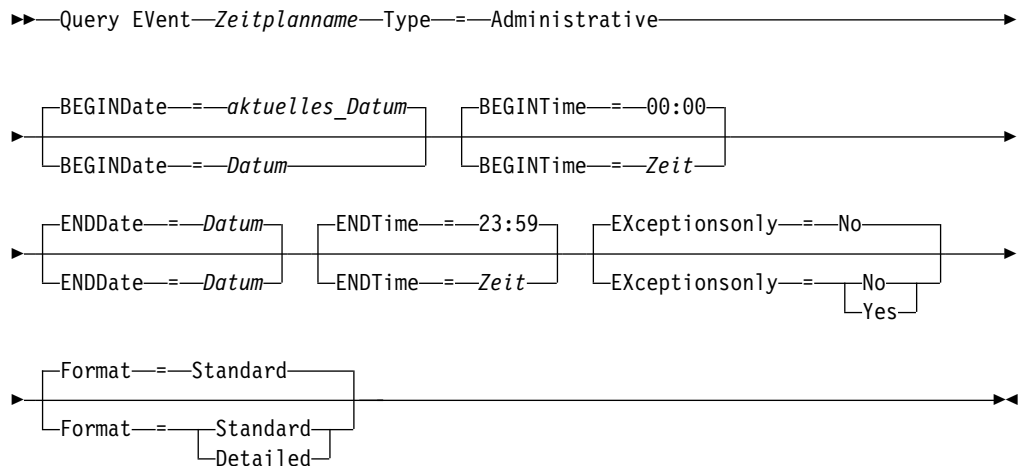 Query EVent Zeitplanname Type = Administrative
BEGINDate = aktuelles_Datum BEGINTime = 00:00
BEGINDate = Datum BEGINTime = Zeit
ENDDate = Datum ENDTime = 23:59 EXceptionsonly = No
ENDDate = Datum ENDTime = Zeit EXceptionsonly = No
Yes
Format = Standard
Format = Standard
Detailed